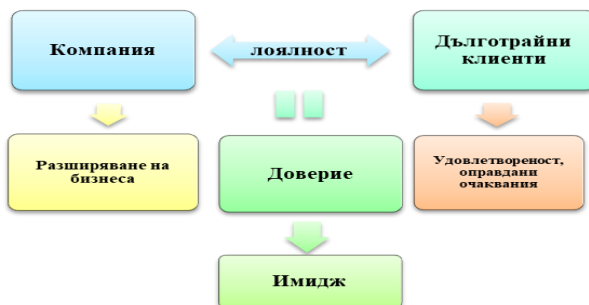 Компания
лоялност
Дълготрайни
клиенти
Разширяване на
бизнеса
Доверие
Удовлетвореност,
оправдани
очаквания
Имидж